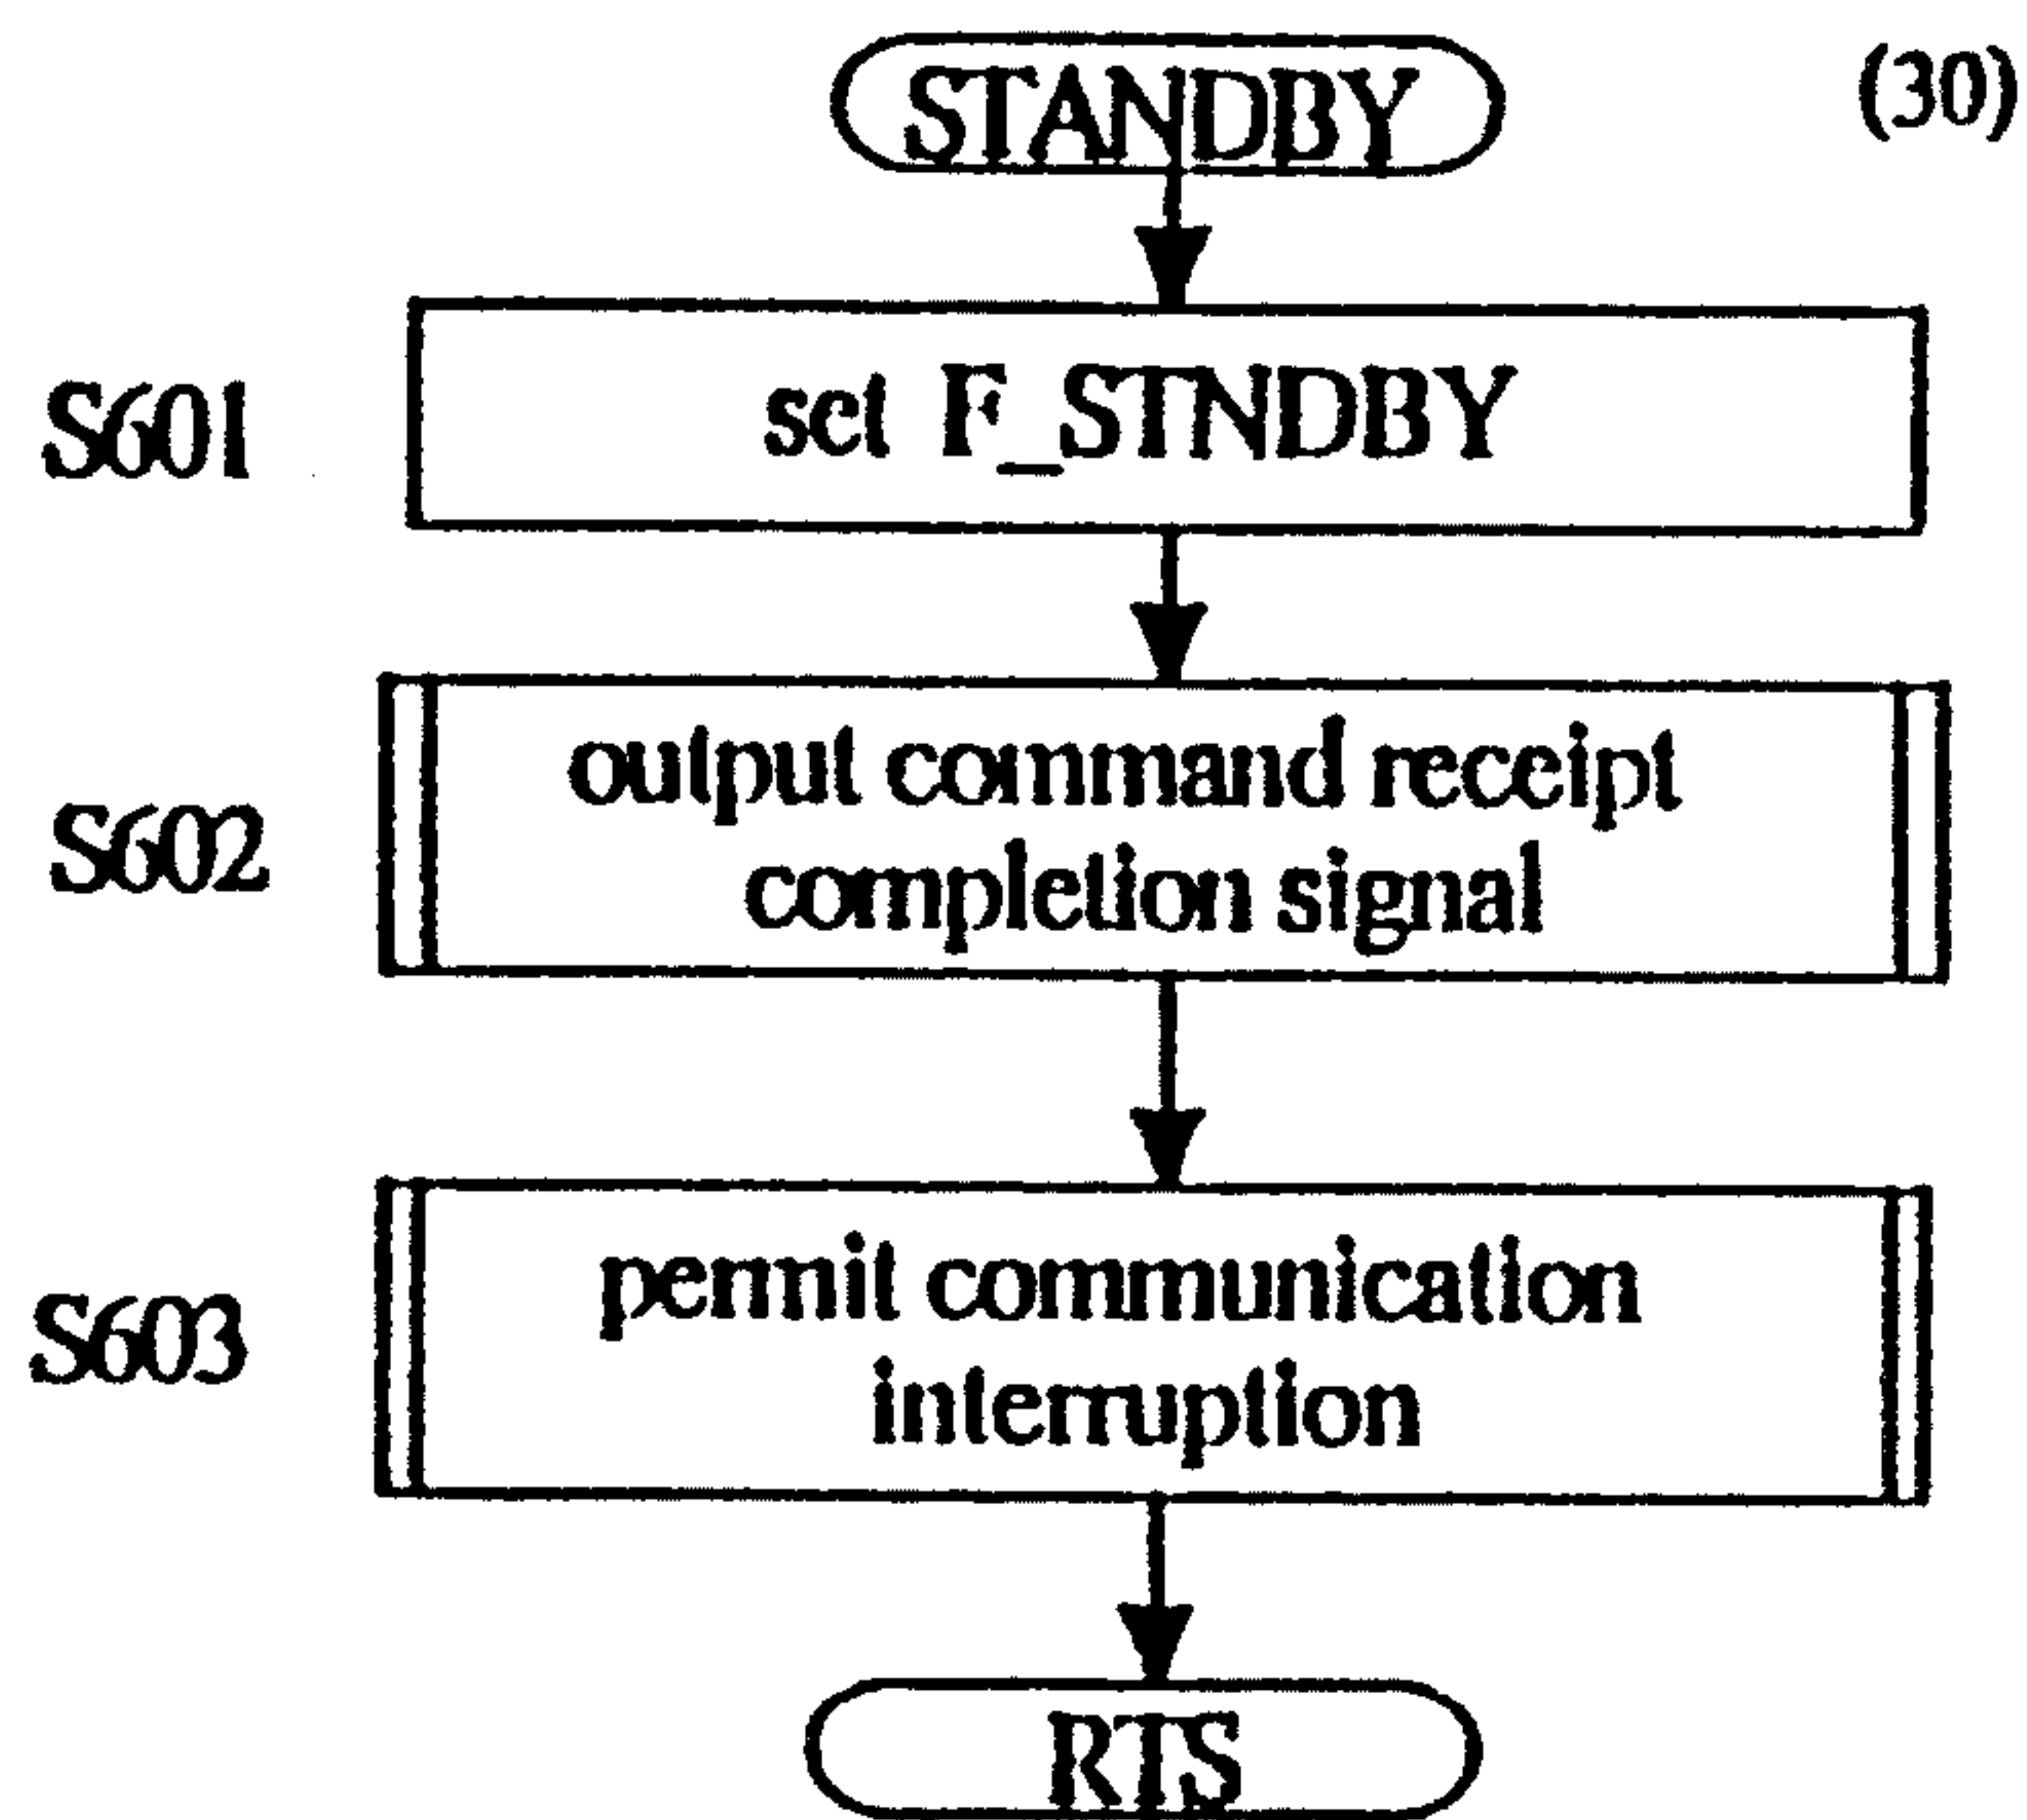 STANDBY
(30)
S601
set F_STNDBY
S602
output command receipt
completion signal
S603
permit communication
interruption
RTS